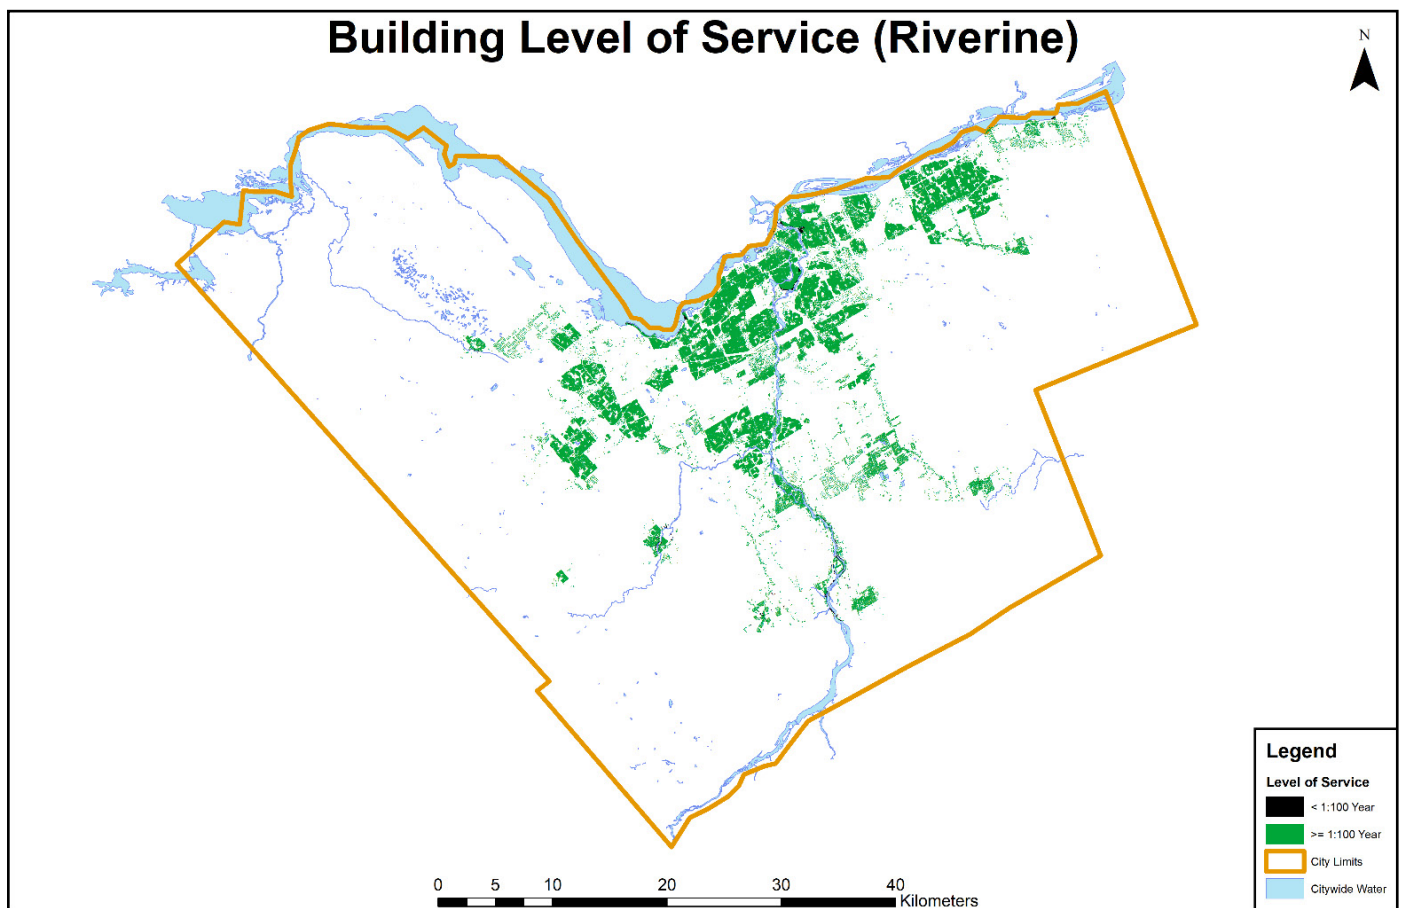 Building Level of Service (Riverine)
N
Legend
Level of Service
< 1:100 Year
>= 1:100 Year
City Limits
Citywide Water
0 5 10 20 30 40
Kilometers